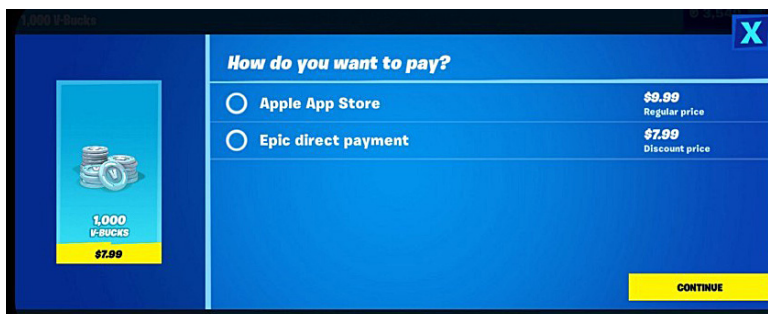 1,000 V-Bucks
X
How do you want to pay?
Apple App Store
$9.99
Regular price
Epic direct payment
$7.99
Discount price
1,000
V-BUCKS
$7.99
CONTINUE